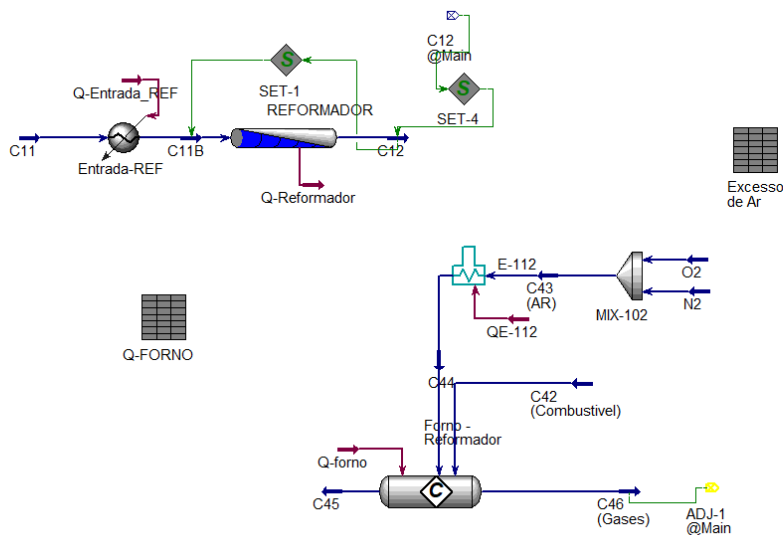 C12
@Main
S
SET-1
S
SET-4
Q-Entrada_REF
REFORMADOR
C11
C11B
C12
Entrada-REF
Q-Reformador
Excesso
de Ar
E-112
C43
(AR)
O2
N2
MIX-102
QE-112
Q-FORNO
C44
C42
(Combustivel)
Forno -
Reformador
Q-forno
C
C45
C46
(Gases)
ADJ-1
@Main